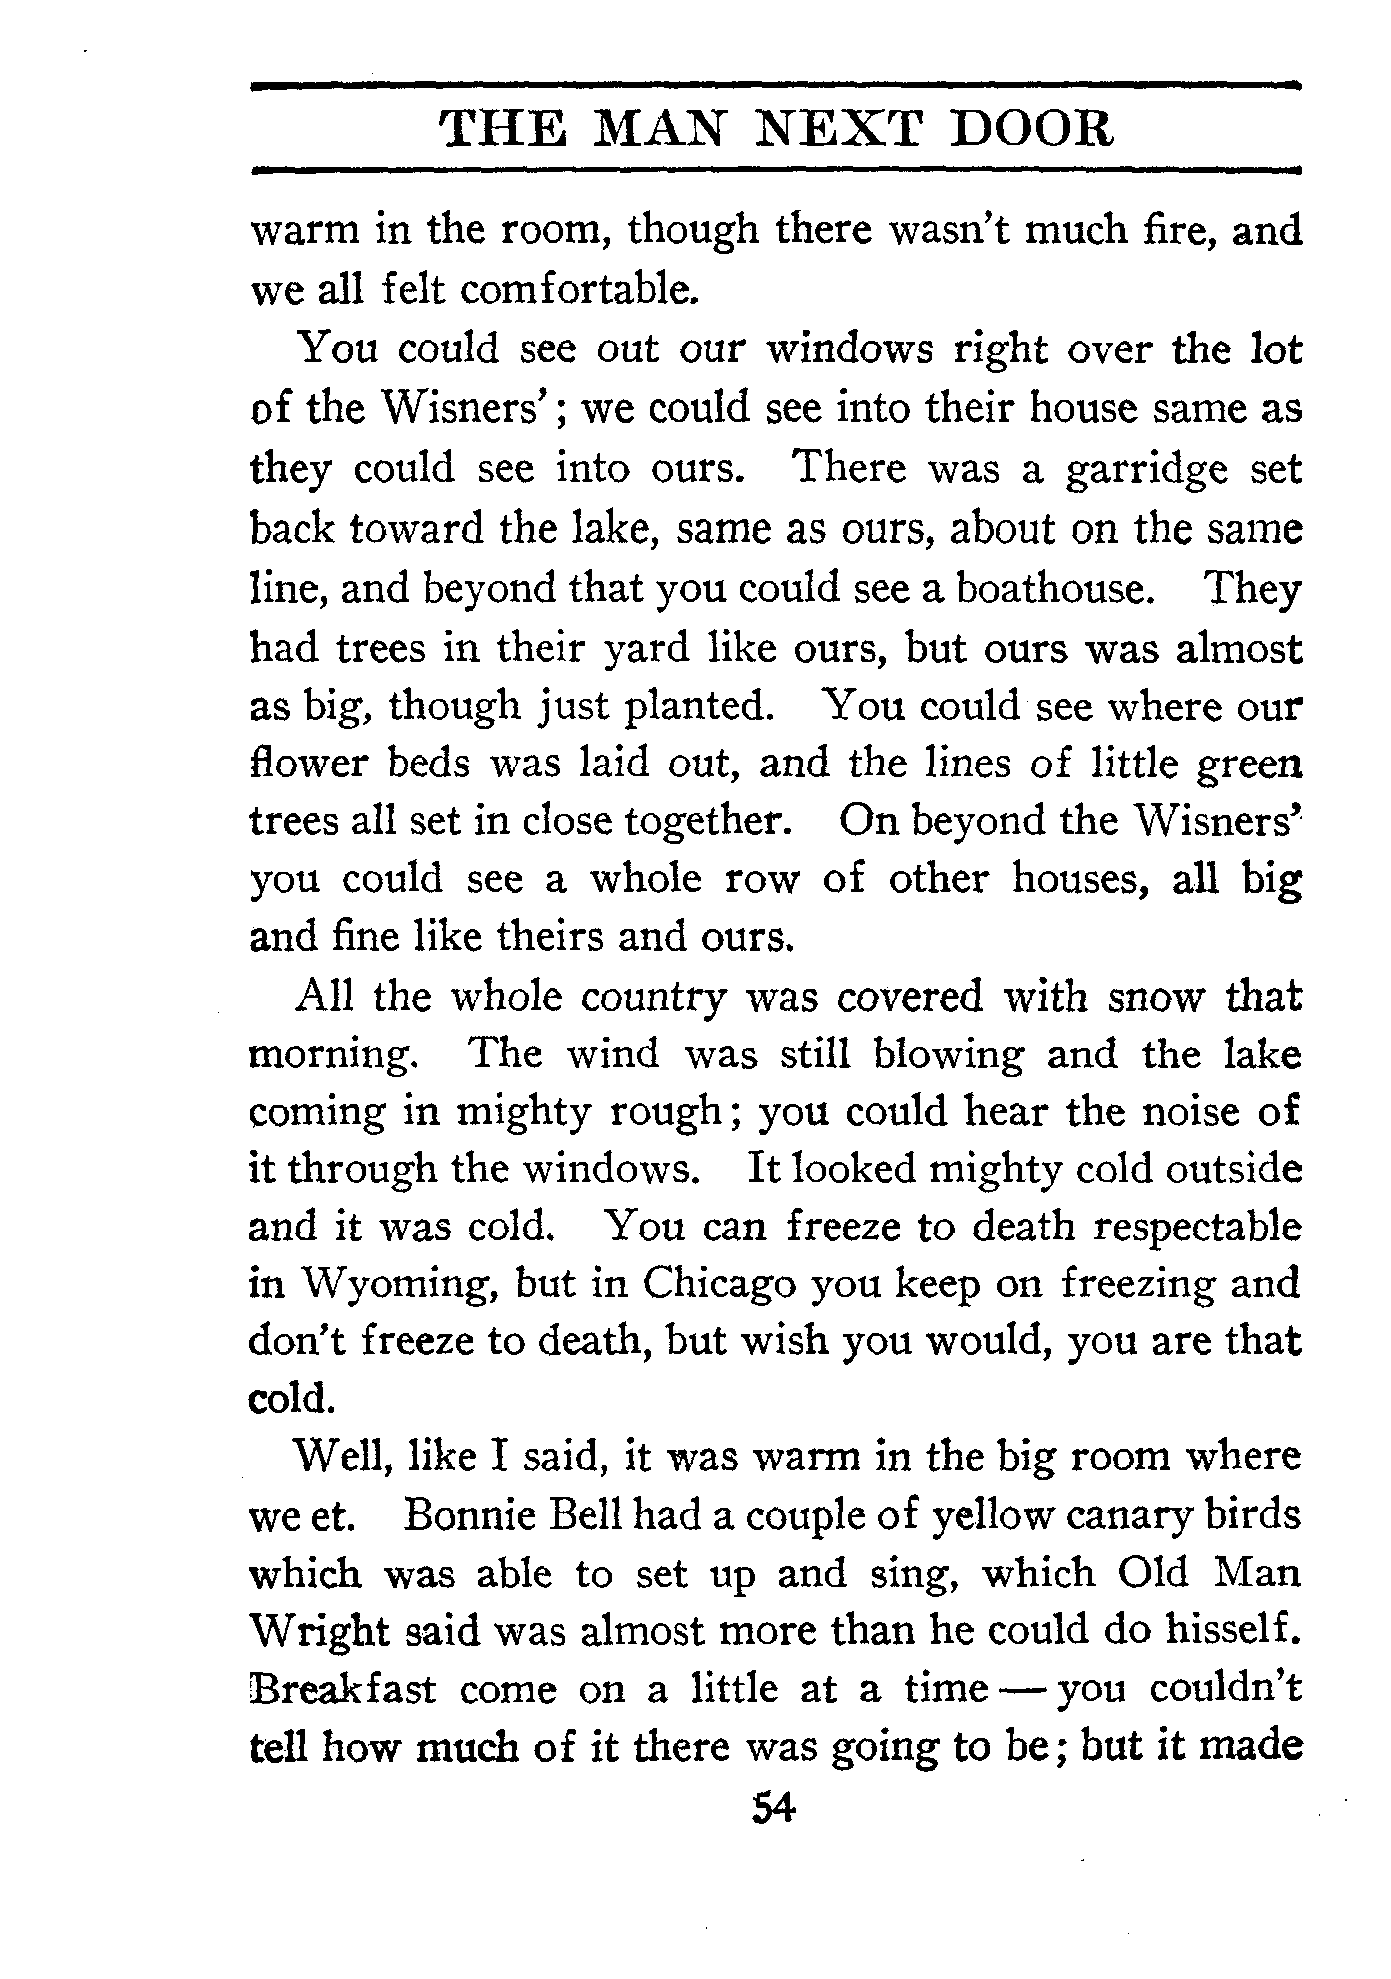 THE MAN NEXT DOOR
warm in the room, though there wasn't much fire, and
we all felt comfortable.
You could see out our windows right over the lot
of the Wisners'; we could see into their house same as
they could see into ours. There was a garridge set
back toward the lake, same as ours, about on the same
line, and beyond that you could see a boathouse. They
had trees in their yard like ours, but ours was almost
as big, though just planted. You could see where our
flower beds was laid out, and the lines of little green
trees all set in close together. On beyond the Wisners'
you could see a whole row of other houses, all big
and fine like theirs and ours.
All the whole country was covered with snow that
morning. The wind was still blowing and the lake
coming in mighty rough; you could hear the noise of
it through the windows. It looked mighty cold outside
and it was cold. You can freeze to death respectable
in Wyoming, but in Chicago you keep on freezing and
don't freeze to death, but wish you would, you are that
cold.
Well, like I said, it was warm in the big room where
we et. Bonnie Bell had a couple of yellow canary birds
which was able to set up and sing, which Old Man
Wright said was almost more than he could do hisself.
Breakfast come on a little at a time — you couldn't
tell how much of it there was going to be; but it made
54